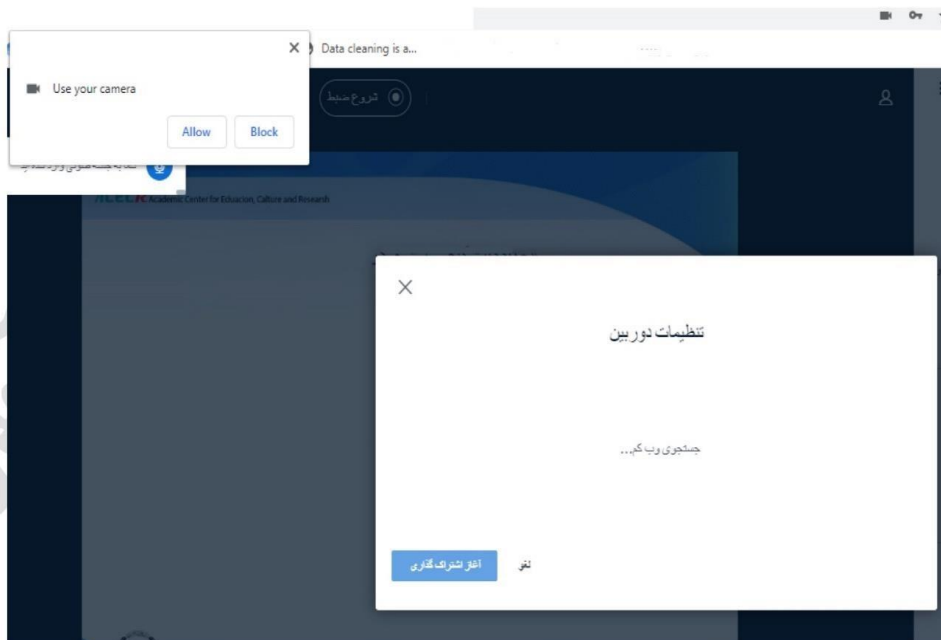 Data cleaning is a...
Use your camera
Allow
Block
شروع ضبط
Academic Center for Education, Culture and Research
تنظیمات دوربین
جستجوی وب کم...
لغو
آغاز اشتراک گذاری